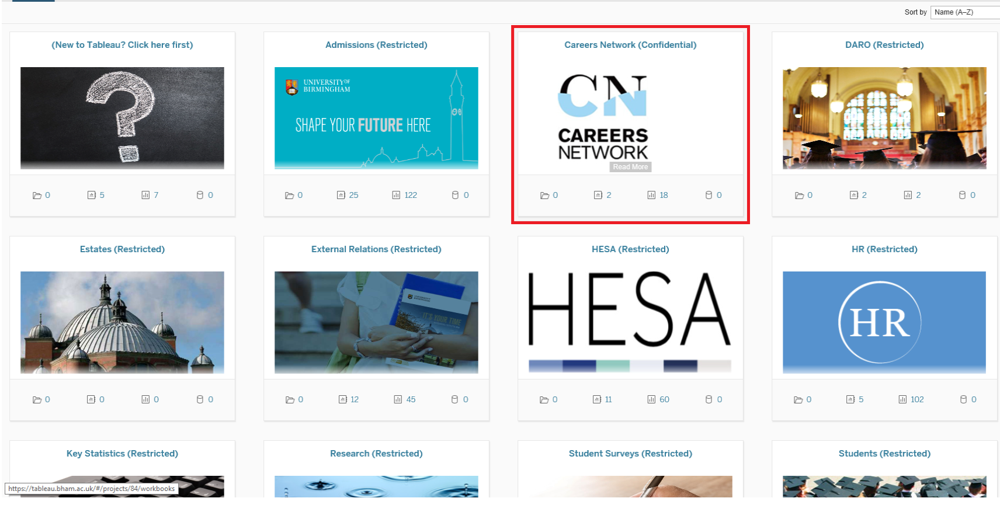 Sort by Name (A–Z)
(New to Tableau? Click here first)
Admissions (Restricted)
Careers Network (Confidential)
DARO (Restricted)
?
UNIVERSITYOF
BIRMINGHAM
SHAPE YOUR FUTURE HERE
CN
CAREERS
NETWORK
Read More
0 5 7 0
0 25 122 0
0 2 18 0
0 2 2 0
Estates (Restricted)
External Relations (Restricted)
HESA (Restricted)
HR (Restricted)
UNIVERSITYOF
BIRMINGHAM
IT'S YOUR TIME
HESA
HR
0 0 0 0
0 12 45 0
0 11 60 0
0 5 102 0
Key Statistics (Restricted)
Research (Restricted)
Student Surveys (Restricted)
Students (Restricted)
https://tableau.bham.ac.uk/#/projects/84/workbooks